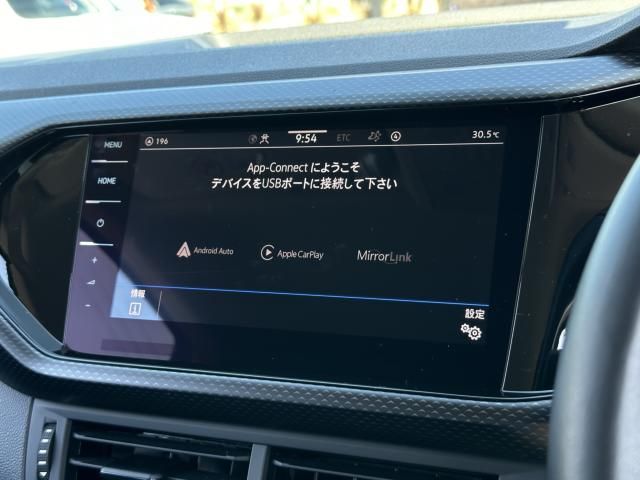 MENU
196
9:54
ETC
4
30.5℃
HOME
App-Connect にようこそ
デバイスをUSBポートに接続して下さい
Android Auto
Apple CarPlay
MirrorLink
+
-
情報
設定